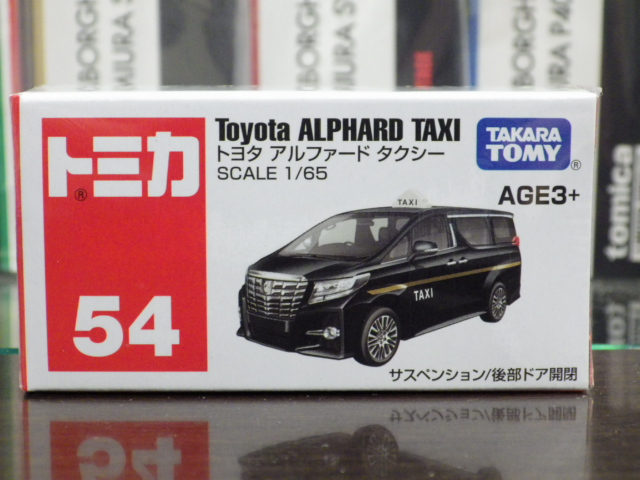 トミカ
®
54
Toyota ALPHARD TAXI
トヨタ アルファード タクシー
SCALE 1/65
TAKARA
TOMY
®
AGE3+
TAXI
TAXI
サスペンション/後部ドア開閉
tomica